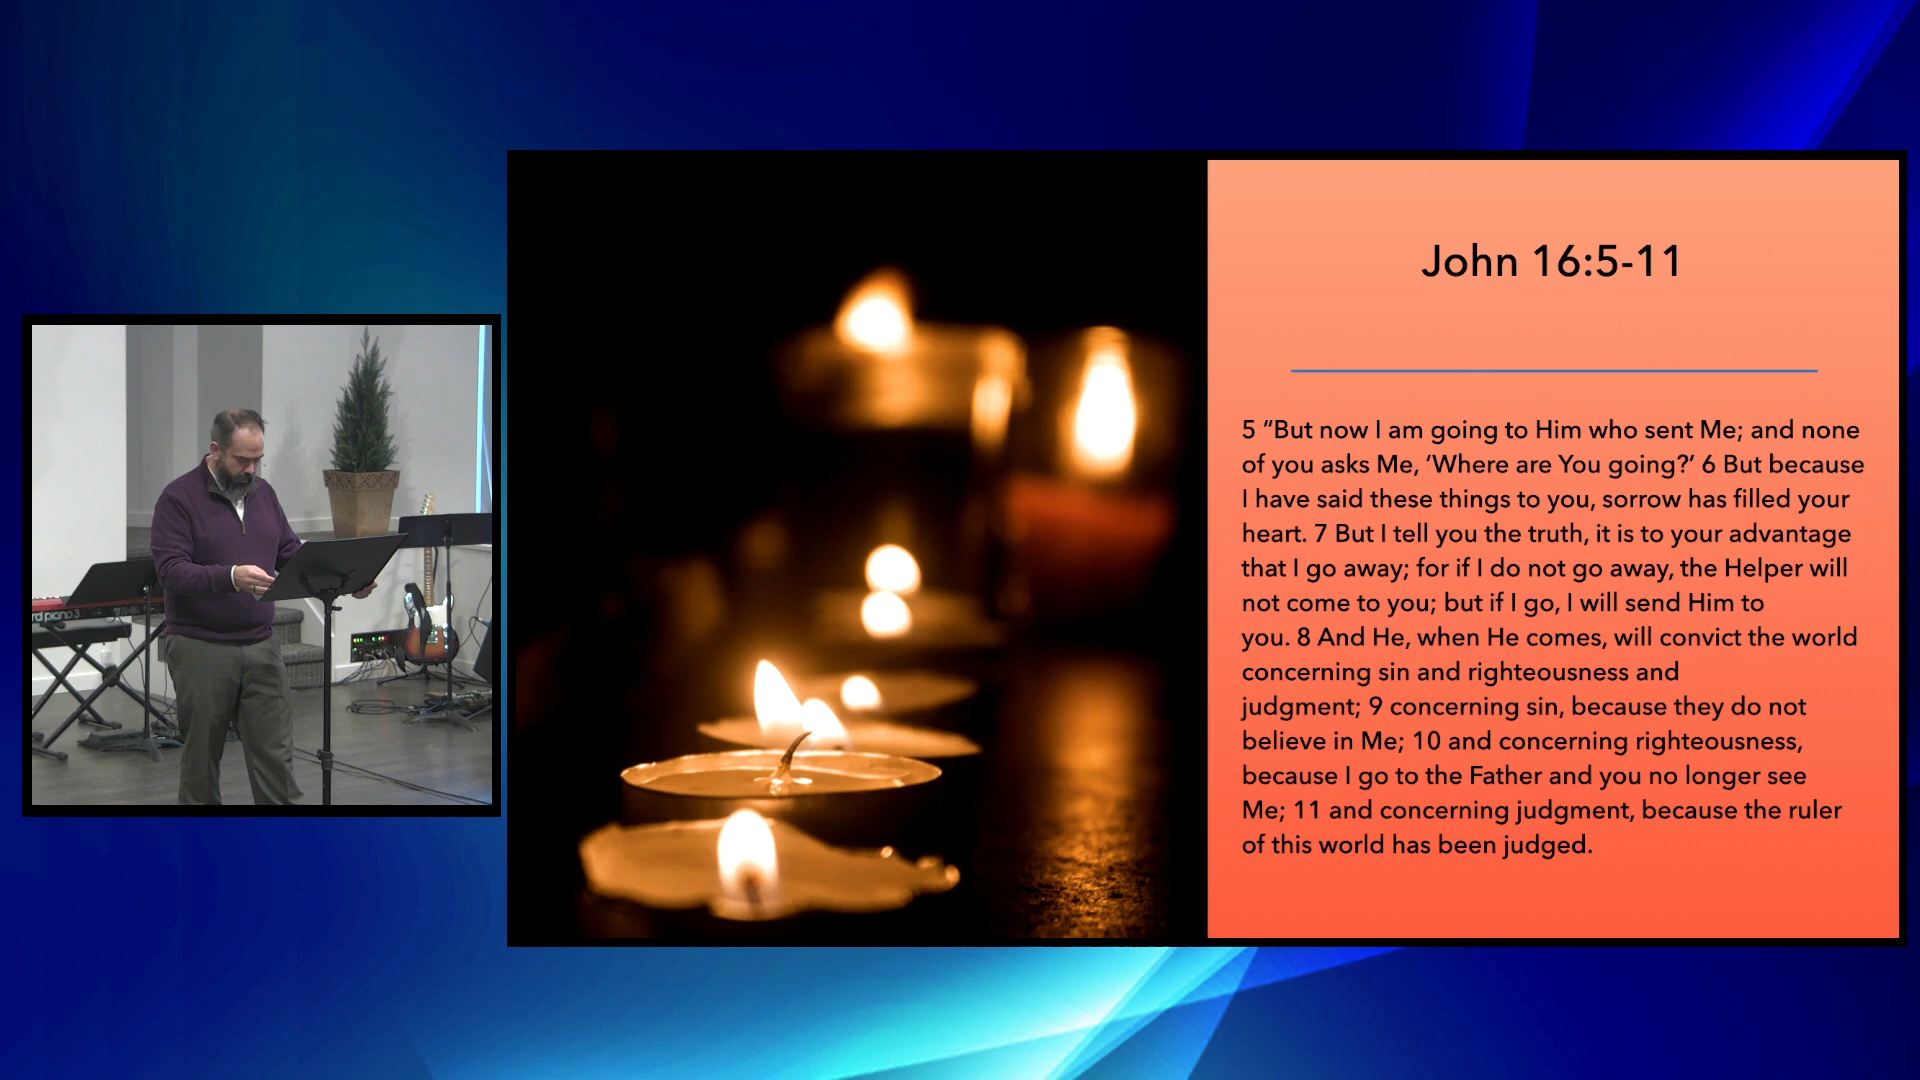 John 16:5-11
5 “But now I am going to Him who sent Me; and none
of you asks Me, ‘Where are You going?’ 6 But because
I have said these things to you, sorrow has filled your
heart. 7 But I tell you the truth, it is to your advantage
that I go away; for if I do not go away, the Helper will
not come to you; but if I go, I will send Him to
you. 8 And He, when He comes, will convict the world
concerning sin and righteousness and
judgment; 9 concerning sin, because they do not
believe in Me; 10 and concerning righteousness,
because I go to the Father and you no longer see
Me; 11 and concerning judgment, because the ruler
of this world has been judged.
rd piano 3